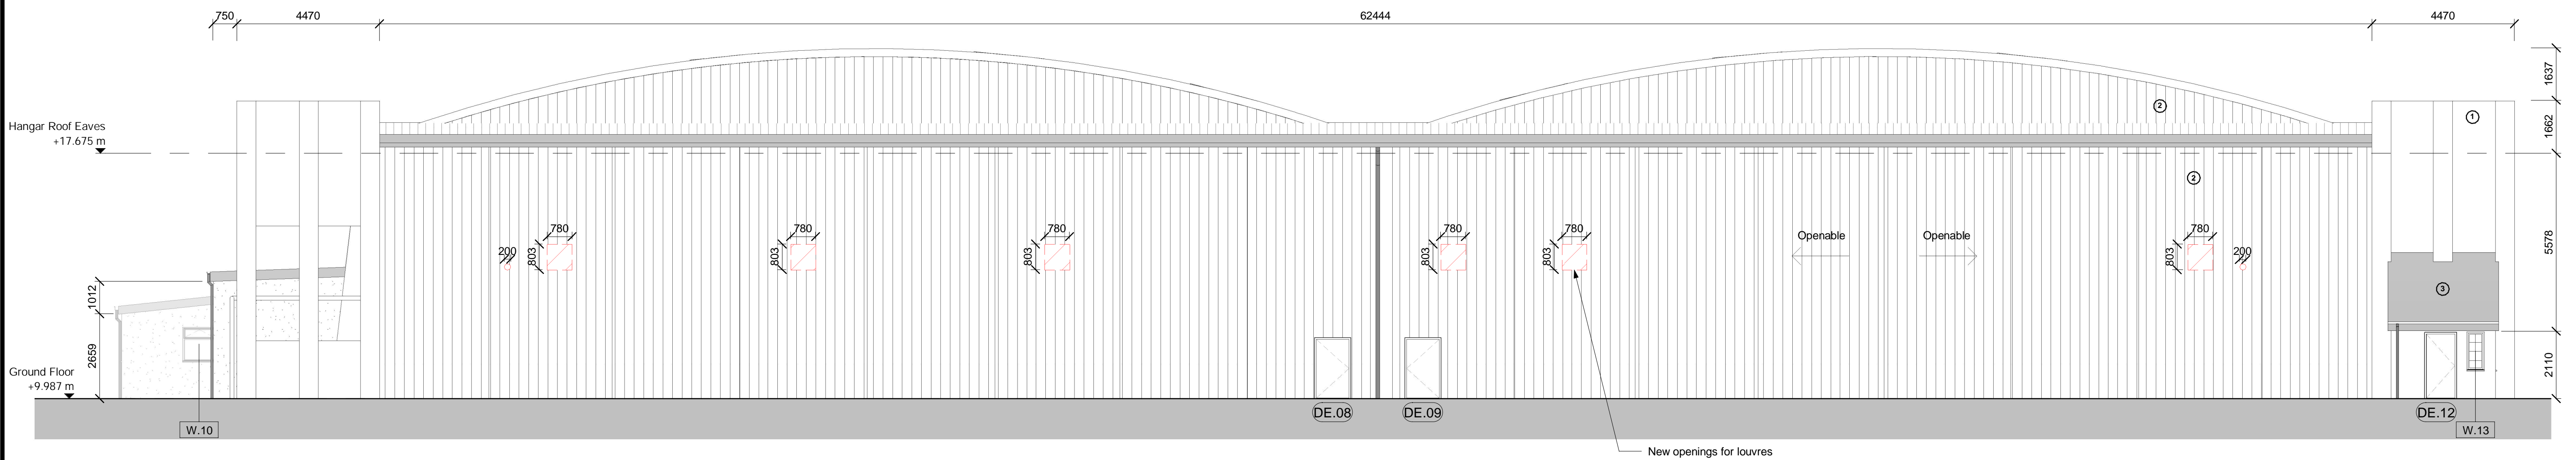 750
4470
62444
4470
1637
Hangar Roof Eaves
+17.675 m
1662
①
②
②
5578
780
803
200
780
803
780
803
780
803
780
803
Openable
Openable
780
803
200
③
1012
2659
2110
Ground Floor
+9.987 m
DE.08
DE.09
DE.12
W.10
W.13
New openings for louvres